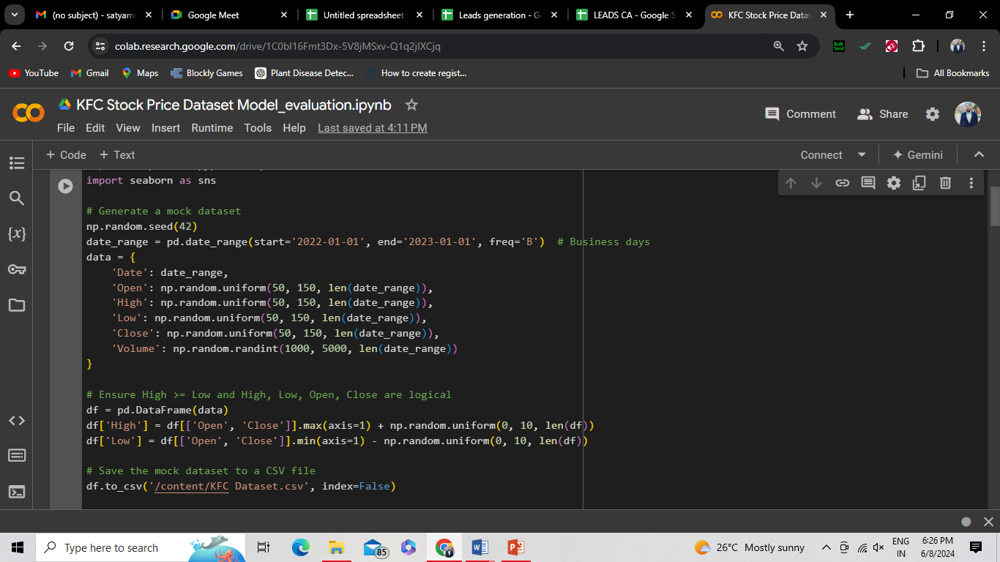 (no subject) - satyam
Google Meet
Untitled spreadsheet
Leads generation - G
LEADS CA - Google S
KFC Stock Price Datas
colab.research.google.com/drive/1C0bI16Fmt3Dx-5V8jMSxv-Q1q2jIXCjq
Bulk Send
YouTube
Gmail
Maps
Blockly Games
Plant Disease Detec...
How to create regist...
All Bookmarks
KFC Stock Price Dataset Model_evaluation.ipynb
Comment
Share
File Edit View Insert Runtime Tools Help Last saved at 4:11 PM
+ Code + Text
Connect
Gemini
import seaborn as sns
# Generate a mock dataset
np.random.seed(42)
date_range = pd.date_range(start='2022-01-01', end='2023-01-01', freq='B')  # Business days
data = {
    'Date': date_range,
    'Open': np.random.uniform(50, 150, len(date_range)),
    'High': np.random.uniform(50, 150, len(date_range)),
    'Low': np.random.uniform(50, 150, len(date_range)),
    'Close': np.random.uniform(50, 150, len(date_range)),
    'Volume': np.random.randint(1000, 5000, len(date_range))
}
# Ensure High >= Low and High, Low, Open, Close are logical
df = pd.DataFrame(data)
df['High'] = df[['Open', 'Close']].max(axis=1) + np.random.uniform(0, 10, len(df))
df['Low'] = df[['Open', 'Close']].min(axis=1) - np.random.uniform(0, 10, len(df))
# Save the mock dataset to a CSV file
df.to_csv('/content/KFC Dataset.csv', index=False)
Type here to search
85
26°C Mostly sunny
ENG
IN
6:26 PM
6/8/2024